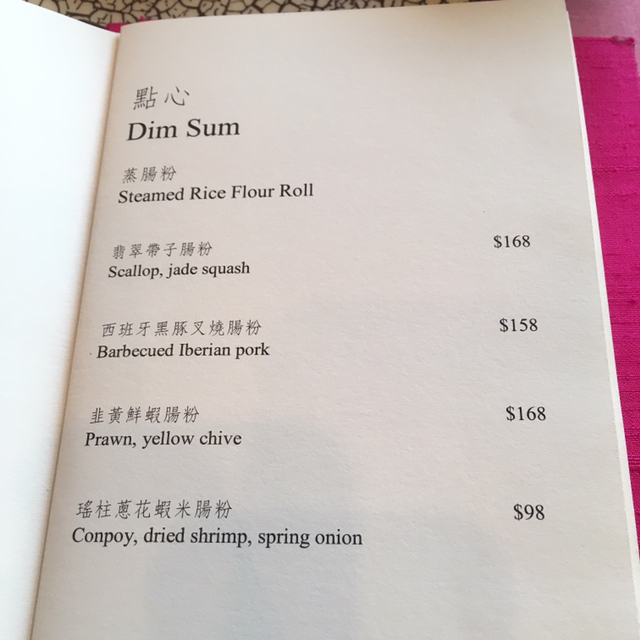 點心
Dim Sum
蒸腸粉
Steamed Rice Flour Roll
翡翠帶子腸粉 $168
Scallop, jade squash
西班牙黑豚叉燒腸粉 $158
Barbecued Iberian pork
韭黃鮮蝦腸粉 $168
Prawn, yellow chive
瑤柱蔥花蝦米腸粉 $98
Conpoy, dried shrimp, spring onion